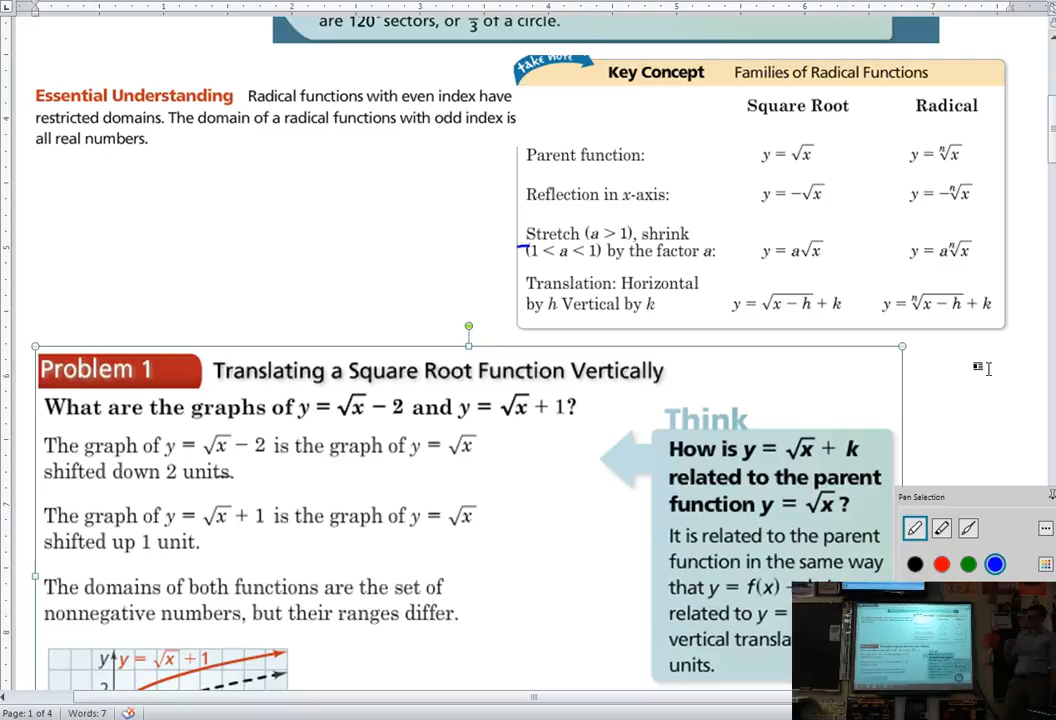 are 120° sectors, or 2/3 of a circle.
take note
Key Concept Families of Radical Functions
Essential Understanding Radical functions with even index have
restricted domains. The domain of a radical functions with odd index is
all real numbers.
Square Root Radical
Parent function: y = √x y = ⁿ√x
Reflection in x-axis: y = −√x y = −ⁿ√x
Stretch (a > 1), shrink
(1 < a < 1) by the factor a: y = a√x y = aⁿ√x
Translation: Horizontal
by h Vertical by k y = √(x − h) + k y = ⁿ√(x − h) + k
Problem 1 Translating a Square Root Function Vertically
What are the graphs of y = √x − 2 and y = √x + 1?
The graph of y = √x − 2 is the graph of y = √x
shifted down 2 units.
The graph of y = √x + 1 is the graph of y = √x
shifted up 1 unit.
The domains of both functions are the set of
nonnegative numbers, but their ranges differ.
y y = √x + 1
2
Think
How is y = √x + k
related to the parent
function y = √x?
It is related to the parent
function in the same way
that y = f(x)
related to y =
vertical transla
units.
Pen Selection
Page: 1 of 4 Words: 7